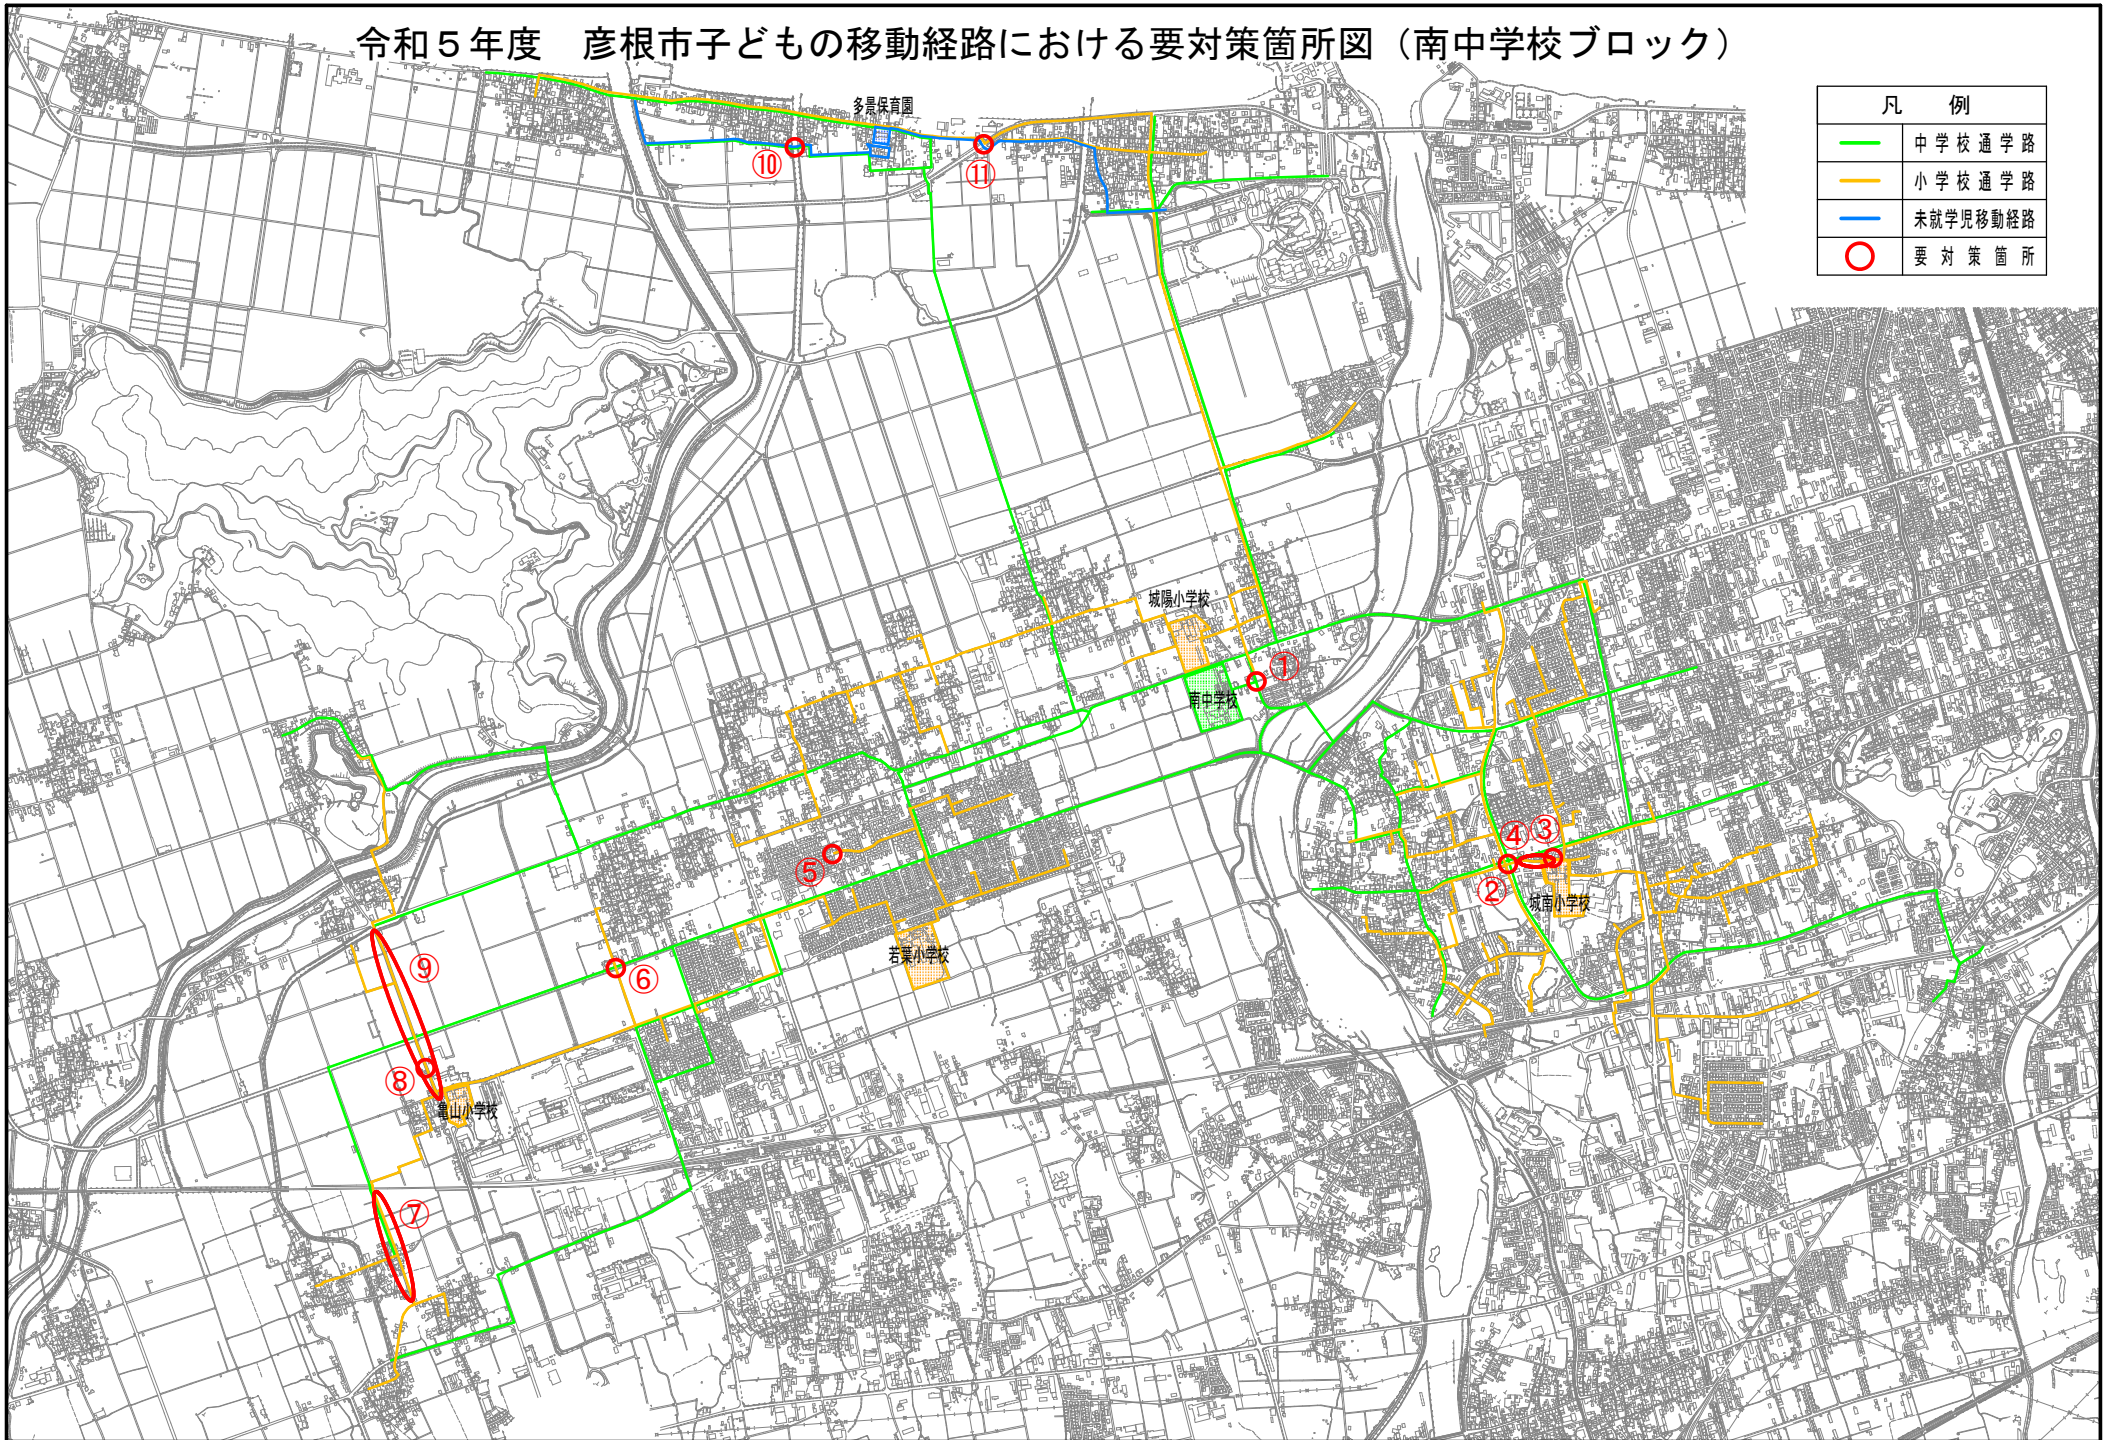 令和5年度　彦根市子どもの移動経路における要対策箇所図（南中学校ブロック）
凡　例
中学校通学路
小学校通学路
未就学児移動経路
要対策箇所
多景保育園
⑩
⑪
城陽小学校
①
南中学校
④
③
⑤
②
城南小学校
若葉小学校
⑨
⑥
⑧
亀山小学校
⑦